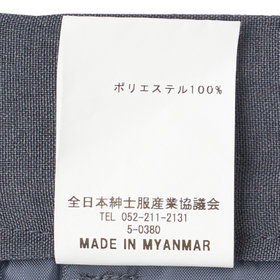 ポリエステル100%
全日本紳士服産業協議会
TEL 052-211-2131
5-0380
MADE IN MYANMAR